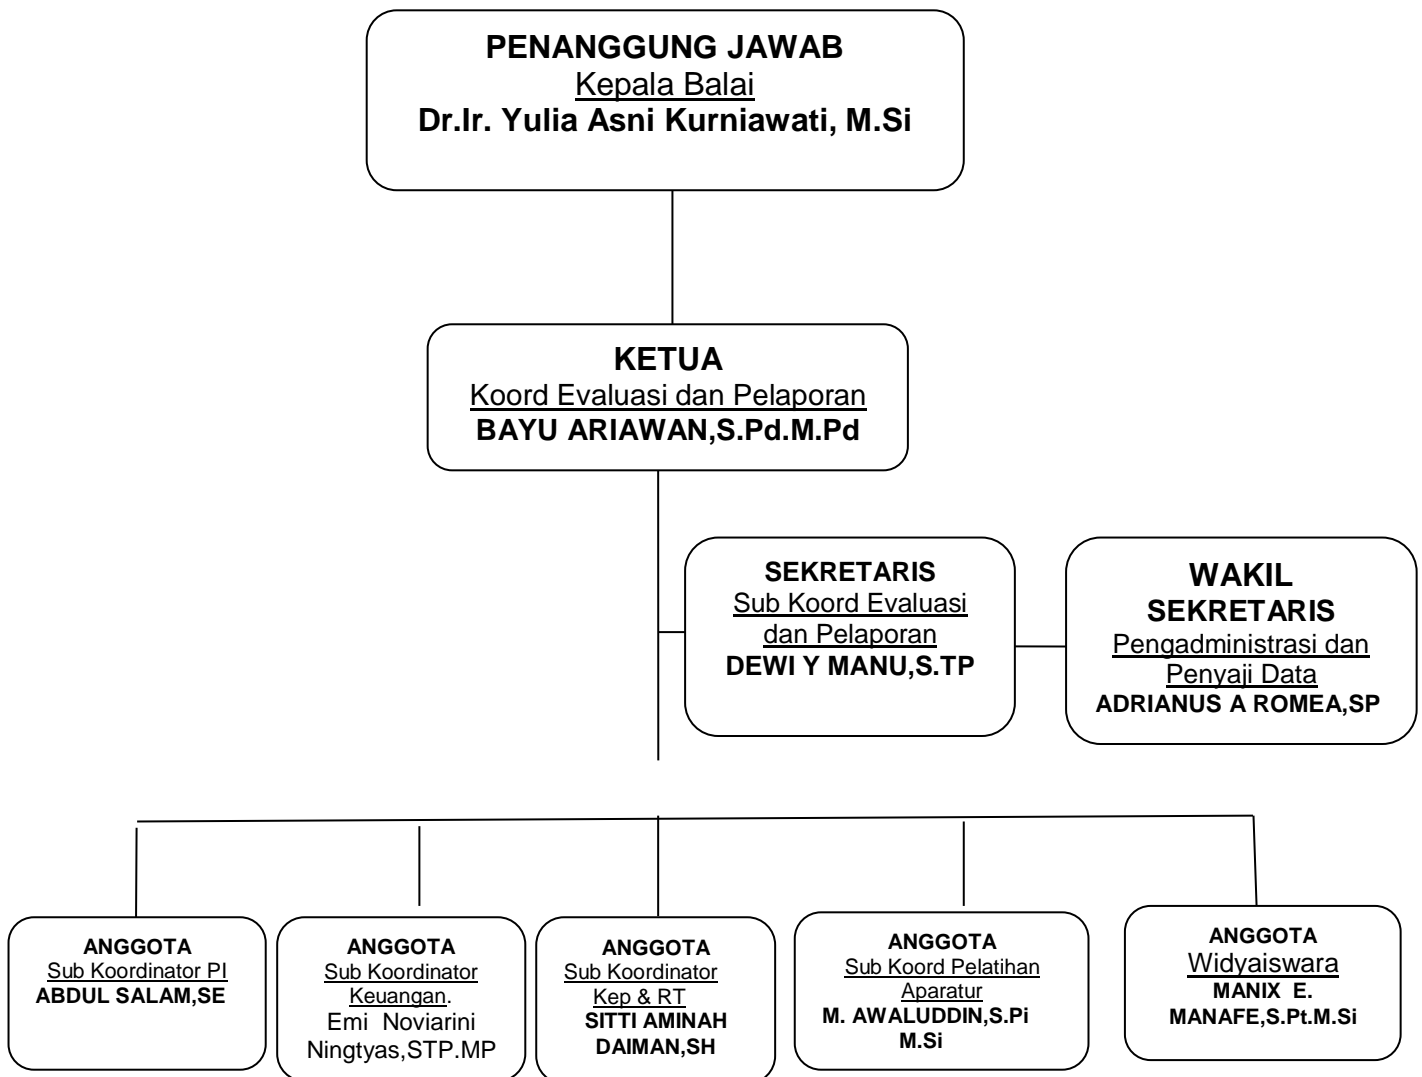 PENANGGUNG JAWAB
Kepala Balai
Dr.Ir. Yulia Asni Kurniawati, M.Si
KETUA
Koord Evaluasi dan Pelaporan
BAYU ARIAWAN,S.Pd.M.Pd
SEKRETARIS
Sub Koord Evaluasi
dan Pelaporan
DEWI Y MANU,S.TP
WAKIL
SEKRETARIS
Pengadministrasi dan
Penyaji Data
ADRIANUS A ROMEA,SP
ANGGOTA
Sub Koordinator PI
ABDUL SALAM,SE
ANGGOTA
Sub Koordinator
Keuangan.
Emi Noviarini
Ningtyas,STP.MP
ANGGOTA
Sub Koordinator
Kep & RT
SITTI AMINAH
DAIMAN,SH
ANGGOTA
Sub Koord Pelatihan
Aparatur
M. AWALUDDIN,S.Pi
M.Si
ANGGOTA
Widyaiswara
MANIX E.
MANAFE,S.Pt.M.Si